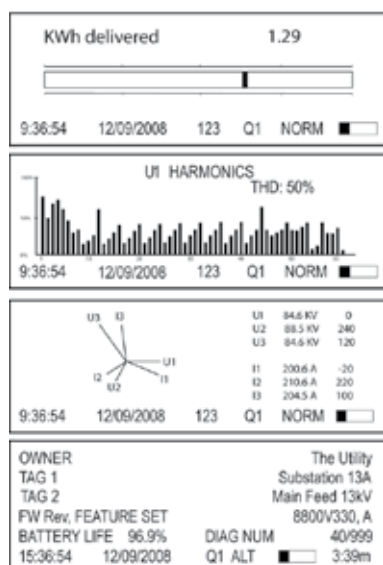 KWh delivered 1.29
9:36:54 12/09/2008 123 Q1 NORM
U1 HARMONICS
THD: 50%
100%
50%
0%
9:36:54 12/09/2008 123 Q1 NORM
U3 I3
U1
I2 I1
U2
U1 84.6 KV 0
U2 88.5 KV 240
U3 84.6 KV 120
I1 200.6 A -20
I2 210.6 A 220
I3 204.5 A 100
9:36:54 12/09/2008 123 Q1 NORM
OWNER The Utility
TAG 1 Substation 13A
TAG 2 Main Feed 13kV
FW Rev, FEATURE SET 8800V330, A
BATTERY LIFE 96.9% DIAG NUM 40/999
15:36:54 12/09/2008 Q1 ALT 3:39m